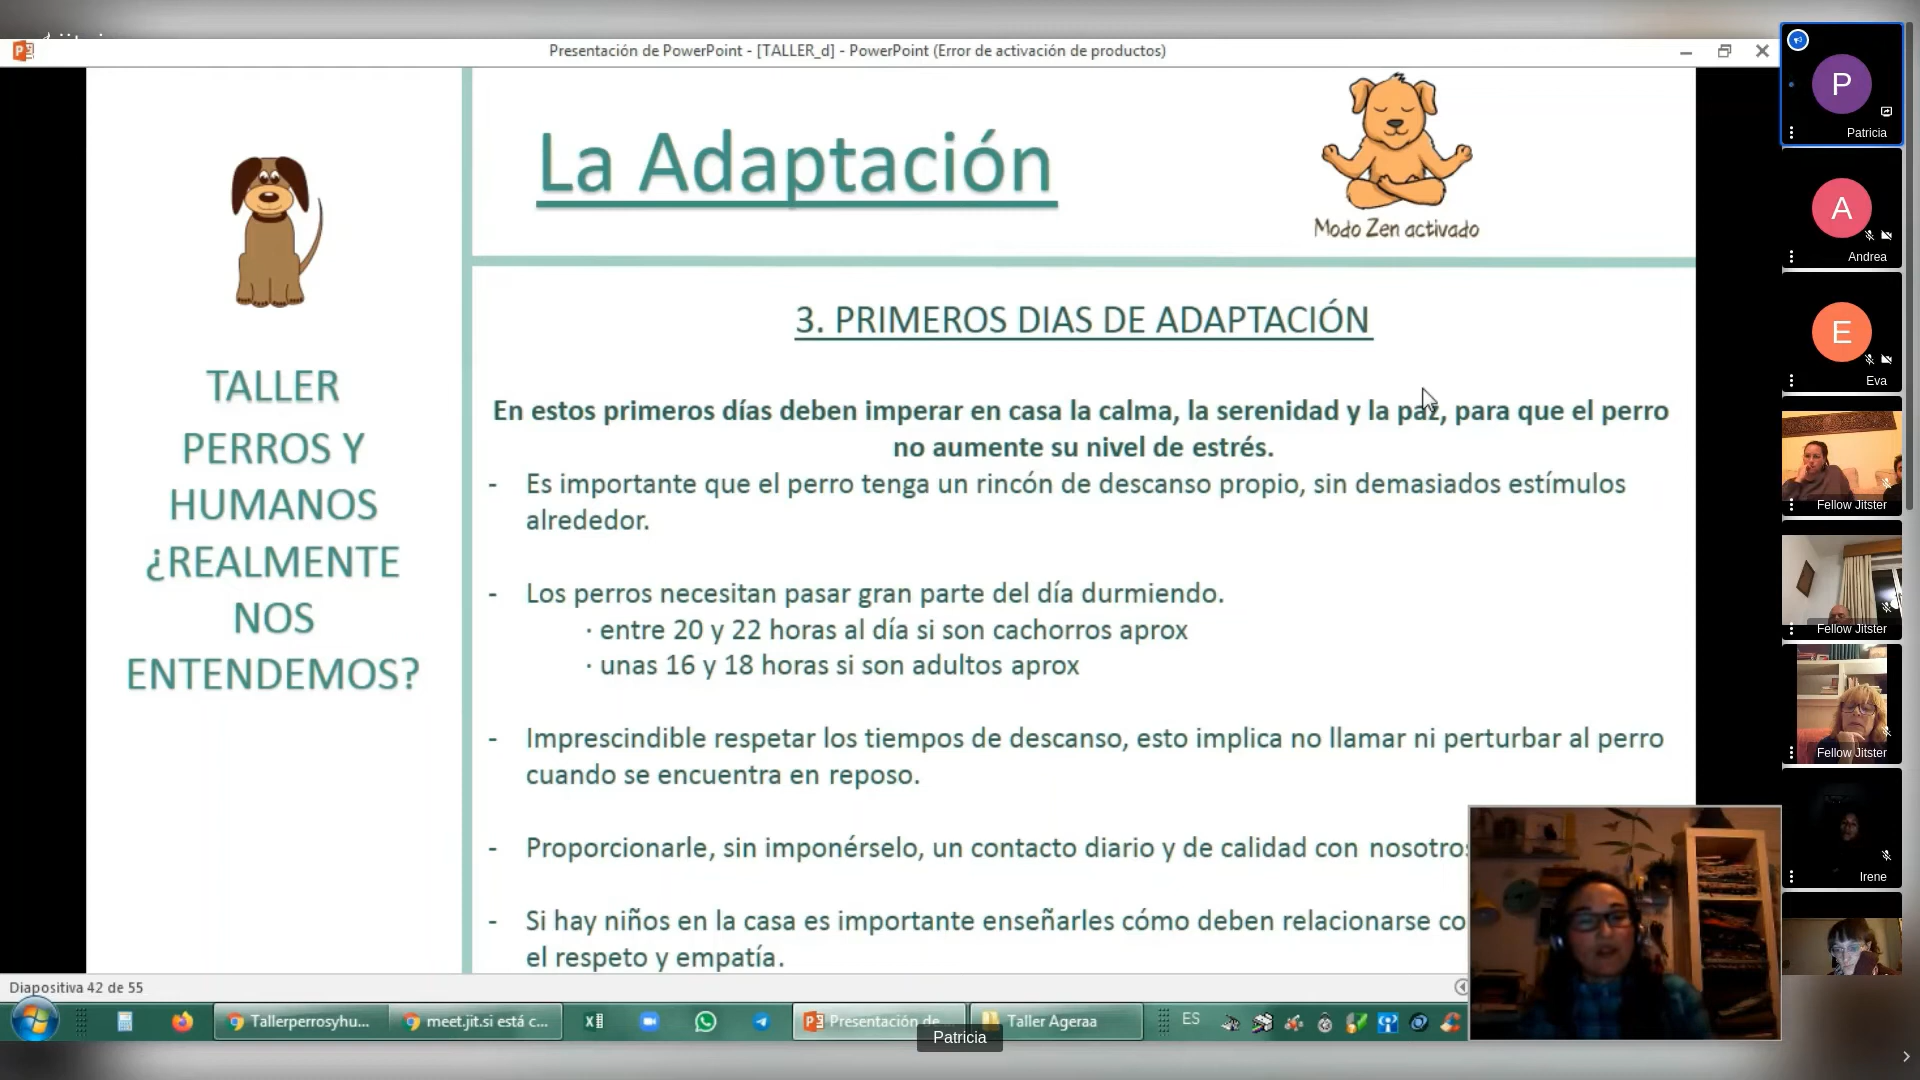 Presentación de PowerPoint - [TALLER_d] - PowerPoint (Error de activación de productos)
La Adaptación
Modo Zen activado
TALLER
PERROS Y
HUMANOS
¿REALMENTE
NOS
ENTENDEMOS?
3. PRIMEROS DIAS DE ADAPTACIÓN
En estos primeros días deben imperar en casa la calma, la serenidad y la paz, para que el perro
no aumente su nivel de estrés.
- Es importante que el perro tenga un rincón de descanso propio, sin demasiados estímulos
alrededor.
- Los perros necesitan pasar gran parte del día durmiendo.
· entre 20 y 22 horas al día si son cachorros aprox
· unas 16 y 18 horas si son adultos aprox
- Imprescindible respetar los tiempos de descanso, esto implica no llamar ni perturbar al perro
cuando se encuentra en reposo.
- Proporcionarle, sin imponérselo, un contacto diario y de calidad con nosotros
- Si hay niños en la casa es importante enseñarles cómo deben relacionarse co
el respeto y empatía.
Diapositiva 42 de 55
Tallerperrosyhu...
meet.jit.si está c...
Presentación de
Taller Ageraa
ES
Patricia
P
Patricia
A
Andrea
E
Eva
Fellow Jitster
Fellow Jitster
Fellow Jitster
Irene